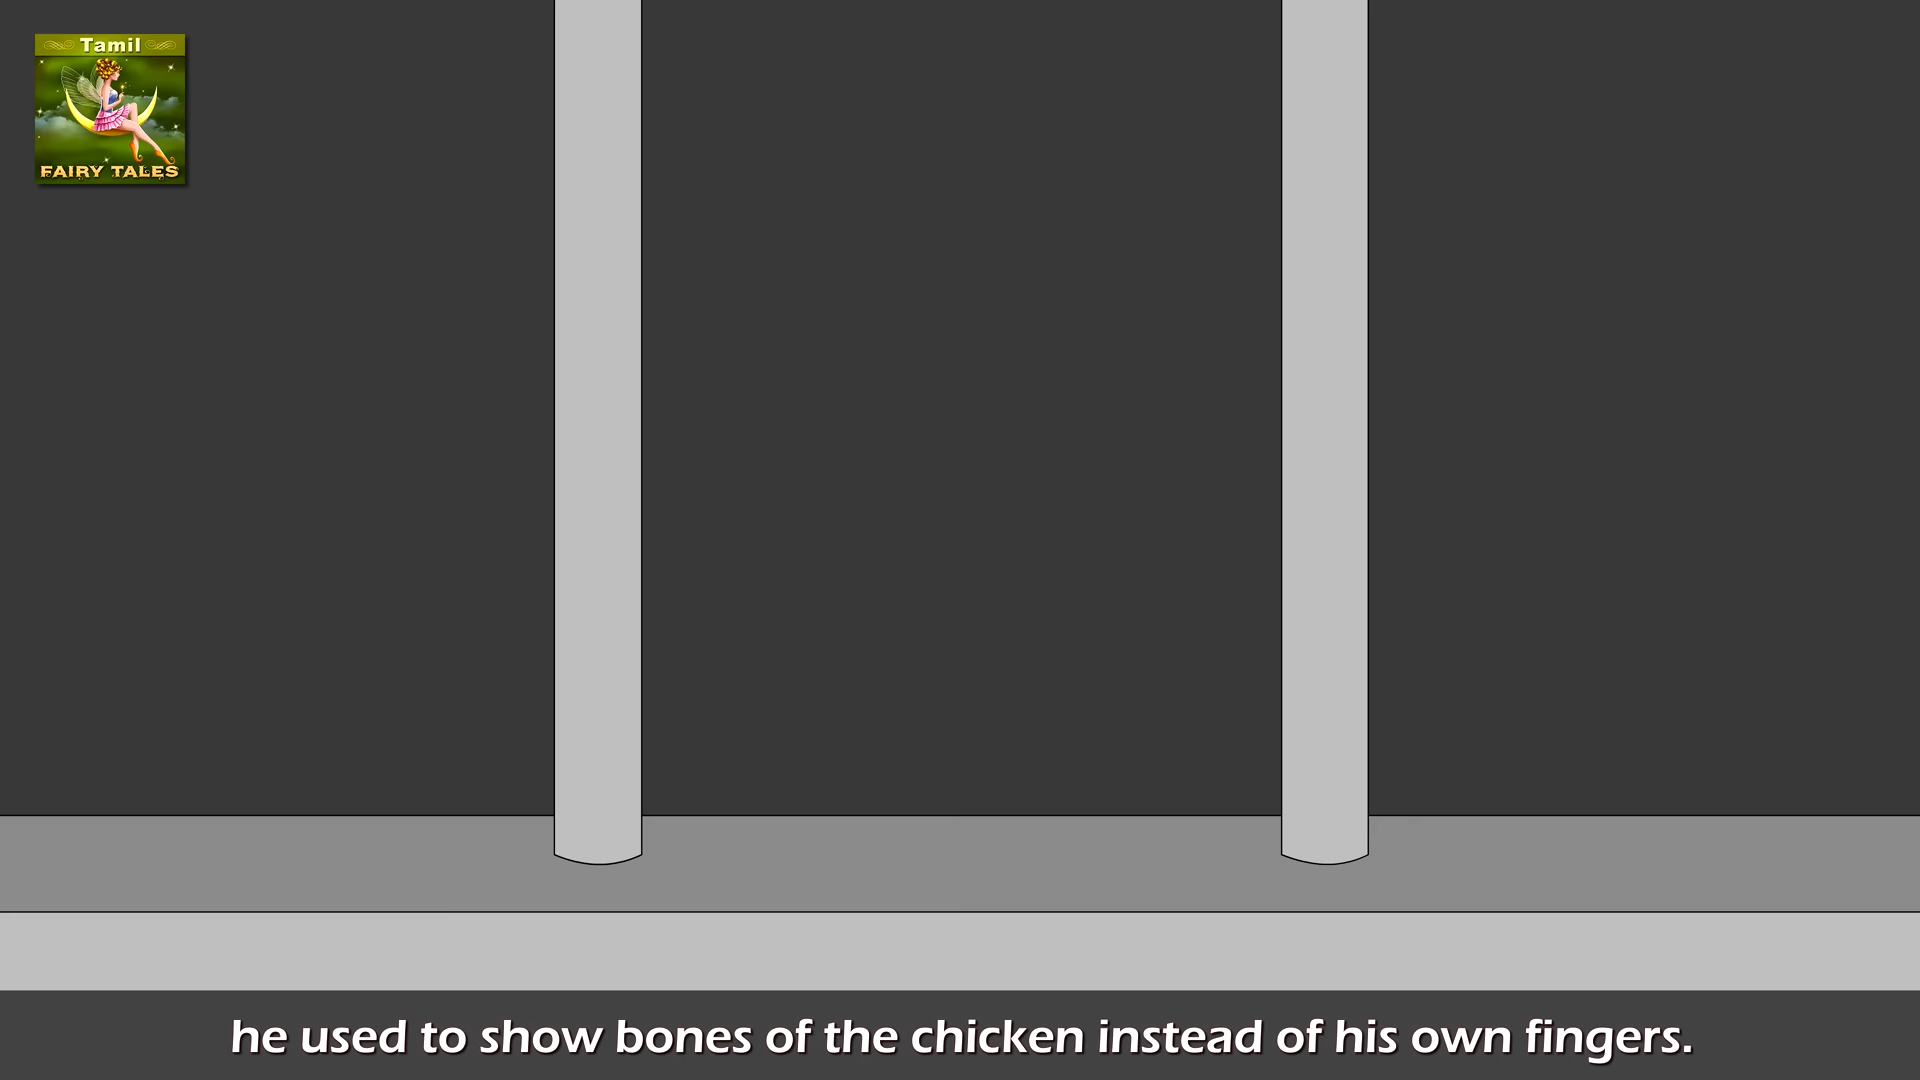 Tamil
FAIRY TALES
he used to show bones of the chicken instead of his own fingers.